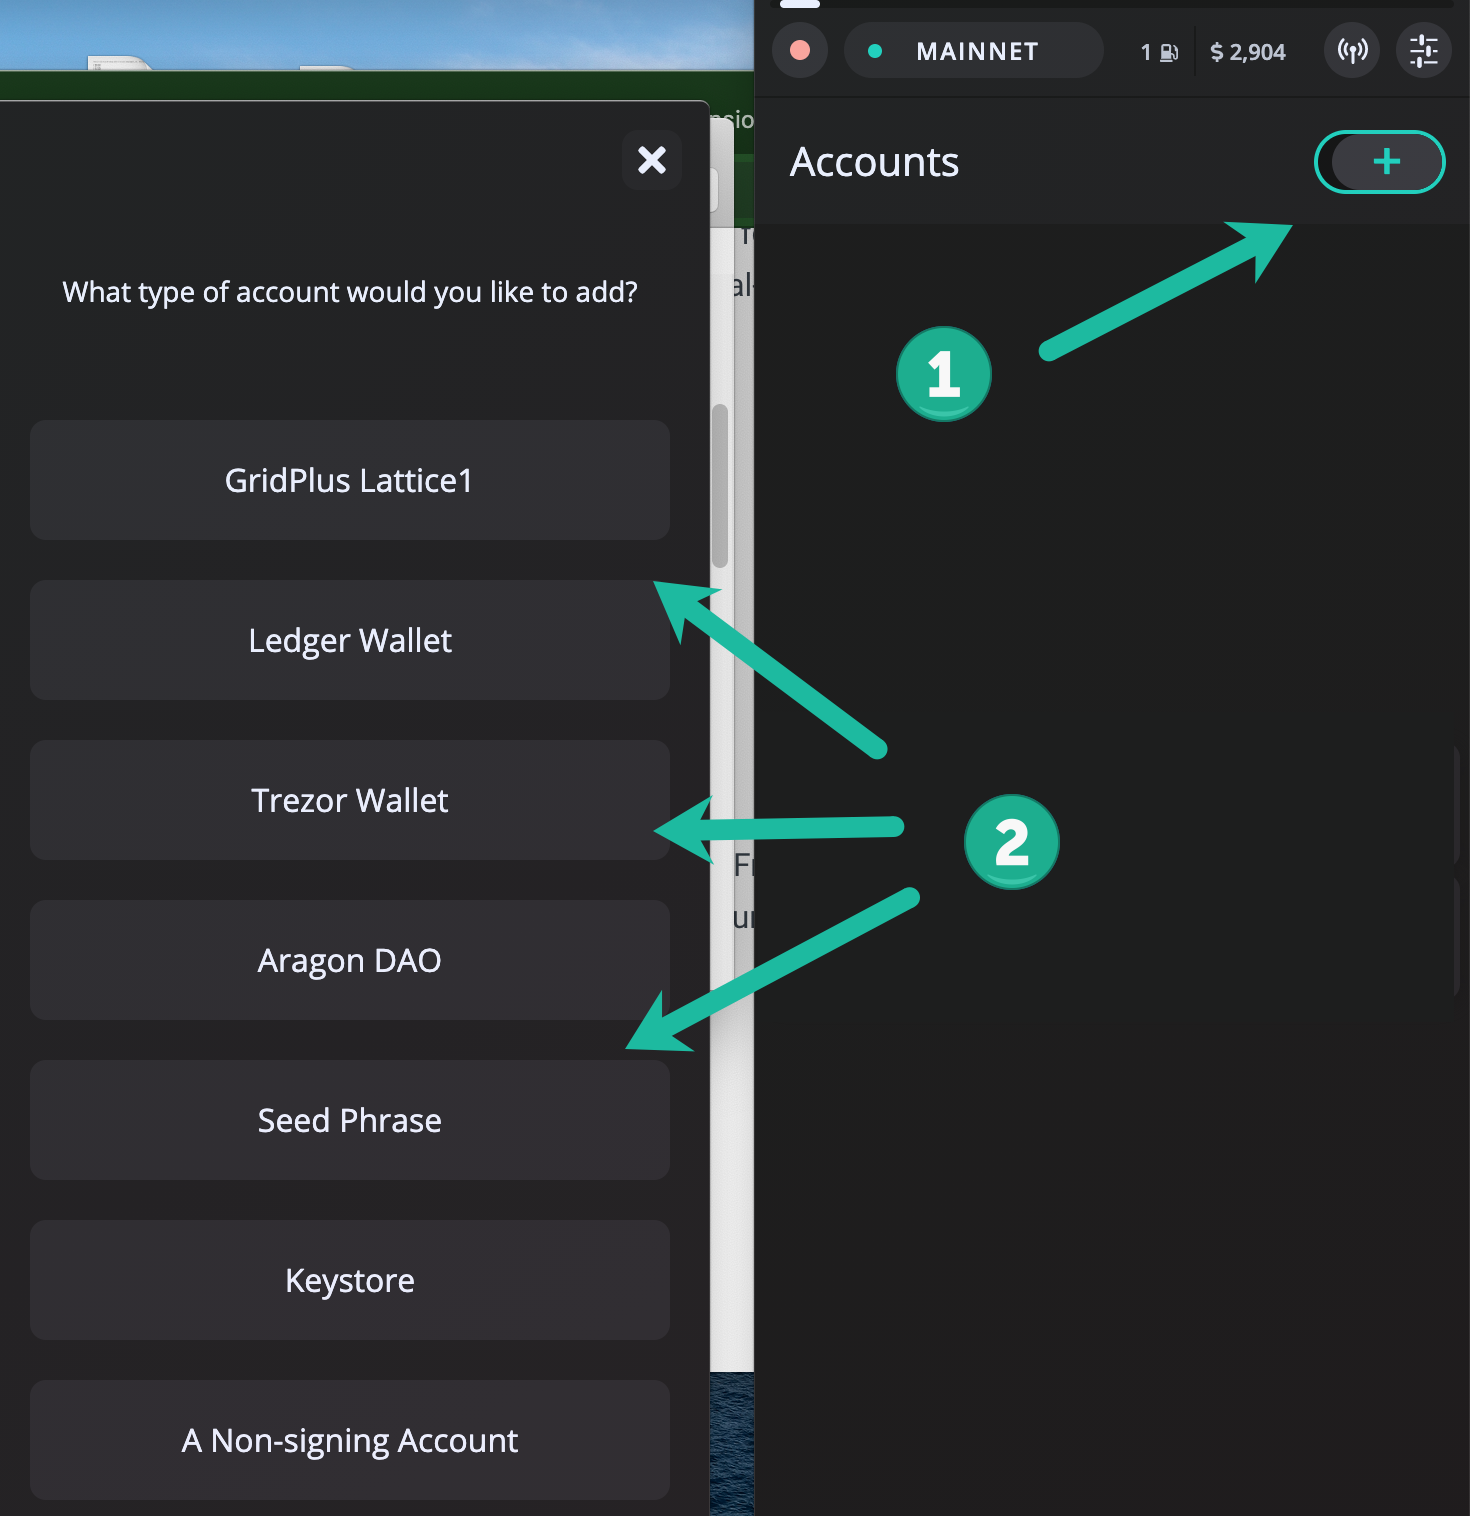 MAINNET
1
$ 2,904
Accounts
+
What type of account would you like to add?
1
GridPlus Lattice1
Ledger Wallet
Trezor Wallet
2
Aragon DAO
Seed Phrase
Keystore
A Non-signing Account